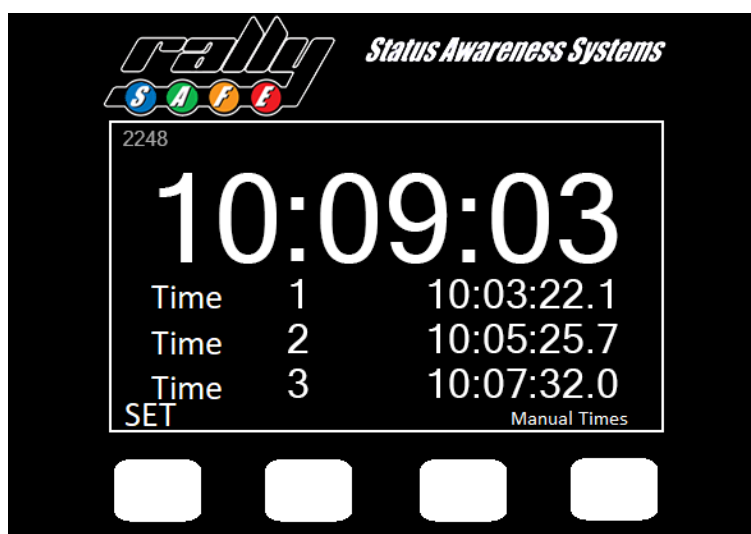 rally
Status Awareness Systems
SAFE
2248
10:09:03
Time 1 10:03:22.1
Time 2 10:05:25.7
Time 3 10:07:32.0
SET Manual Times